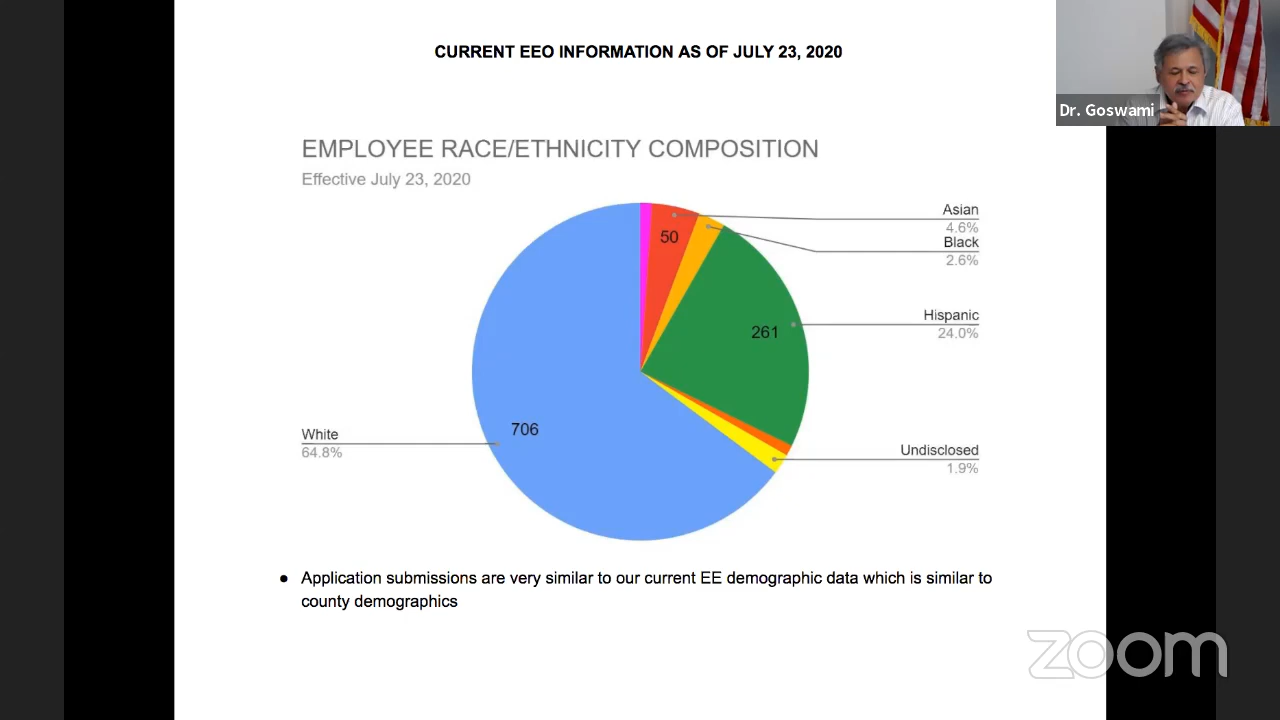 CURRENT EEO INFORMATION AS OF JULY 23, 2020
Dr. Goswami
EMPLOYEE RACE/ETHNICITY COMPOSITION
Effective July 23, 2020
Asian
4.6%
Black
2.6%
50
Hispanic
24.0%
261
White
64.8%
706
Undisclosed
1.9%
● Application submissions are very similar to our current EE demographic data which is similar to
county demographics
zoom